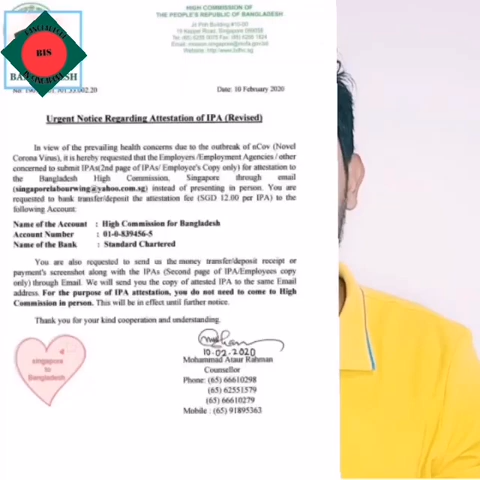 HIGH COMMISSION OF
THE PEOPLE'S REPUBLIC OF BANGLADESH
BIS
Date: 10 February 2020
Urgent Notice Regarding Attestation of IPA (Revised)
In view of the prevailing health concerns due to the outbreak of nCov (Novel
Corona Virus), it is hereby requested that the Employers /Employment Agencies / other
concerned to submit IPAs(2nd page of IPAs/ Employee's Copy only) for attestation to
the Bangladesh High Commission, Singapore through email
(singaporelabourwing@yahoo.com.sg) instead of presenting in person. You are
requested to bank transfer/deposit the attestation fee (SGD 12.00 per IPA) to the
following Account:
Name of the Account : High Commission for Bangladesh
Account Number : 01-0-839456-5
Name of the Bank : Standard Chartered
You are also requested to send us the money transfer/deposit receipt or
payment's screenshot along with the IPAs (Second page of IPA/Employees copy
only) through Email. We will send you the copy of attested IPA to the same Email
address. For the purpose of IPA attestation, you do not need to come to High
Commission in person. This will be in effect until further notice.
Thank you for your kind cooperation and understanding.
10.02.2020
Mohammad Ataur Rahman
Counsellor
Phone: (65) 66610298
(65) 62551579
(65) 66610279
Mobile : (65) 91895363
singapore
to
Bangladesh